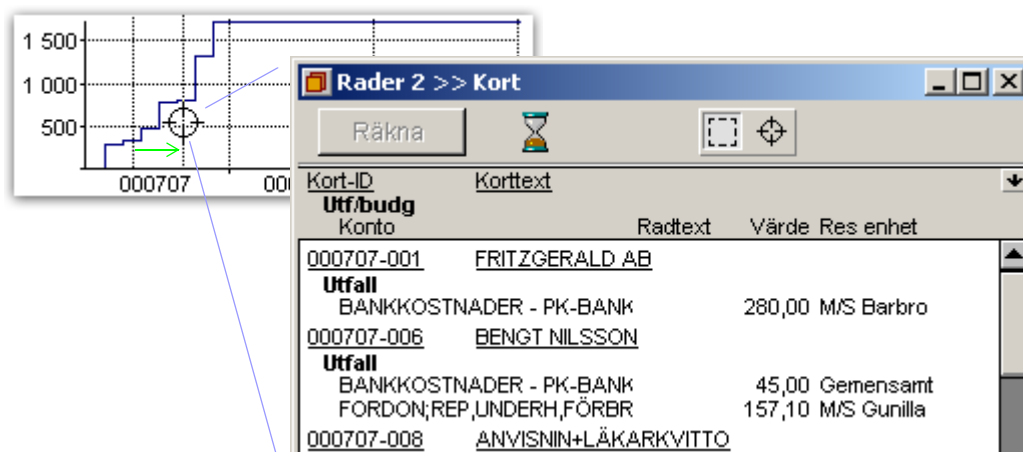 1 500
1 000
500
000707
00
Rader 2 >> Kort
Räkna
Kort-ID Korttext
Utf/budg
Konto Radtext Värde Res enhet
000707-001 FRITZGERALD AB
Utfall
BANKKOSTNADER - PK-BANK 280,00 M/S Barbro
000707-006 BENGT NILSSON
Utfall
BANKKOSTNADER - PK-BANK 45,00 Gemensamt
FORDON;REP,UNDERH,FÖRBR 157,10 M/S Gunilla
000707-008 ANVISNIN+LÄKARKVITTO